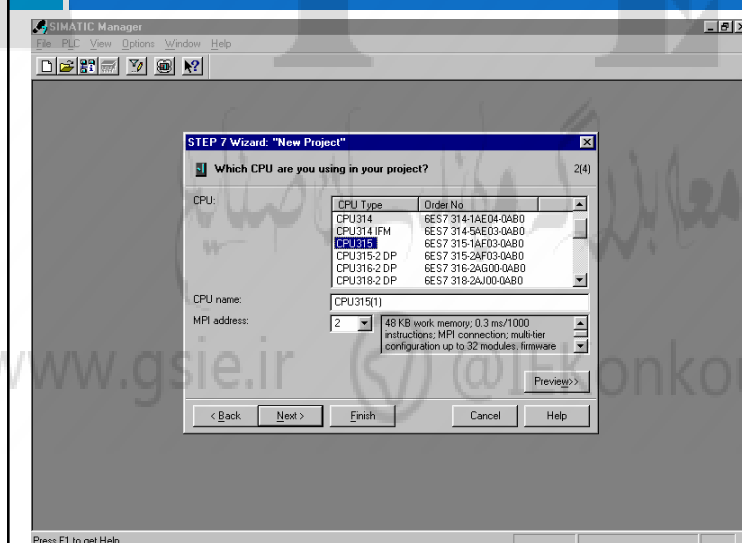 SIMATIC Manager
File PLC View Options Window Help
STEP 7 Wizard: "New Project"
Which CPU are you using in your project? 2(4)
CPU:
CPU Type Order No
CPU314 6ES7 314-1AE04-0AB0
CPU314 IFM 6ES7 314-5AE03-0AB0
CPU315 6ES7 315-1AF03-0AB0
CPU315-2 DP 6ES7 315-2AF03-0AB0
CPU316-2 DP 6ES7 316-2AG00-0AB0
CPU318-2 DP 6ES7 318-2AJ00-0AB0
CPU name: CPU315(1)
MPI address: 2
48 KB work memory; 0.3 ms/1000
instructions; MPI connection; multi-tier
configuration up to 32 modules, firmware
Preview>>
< Back Next > Finish Cancel Help
www.gsie.ir @IEkonkou
Press F1 to get Help.